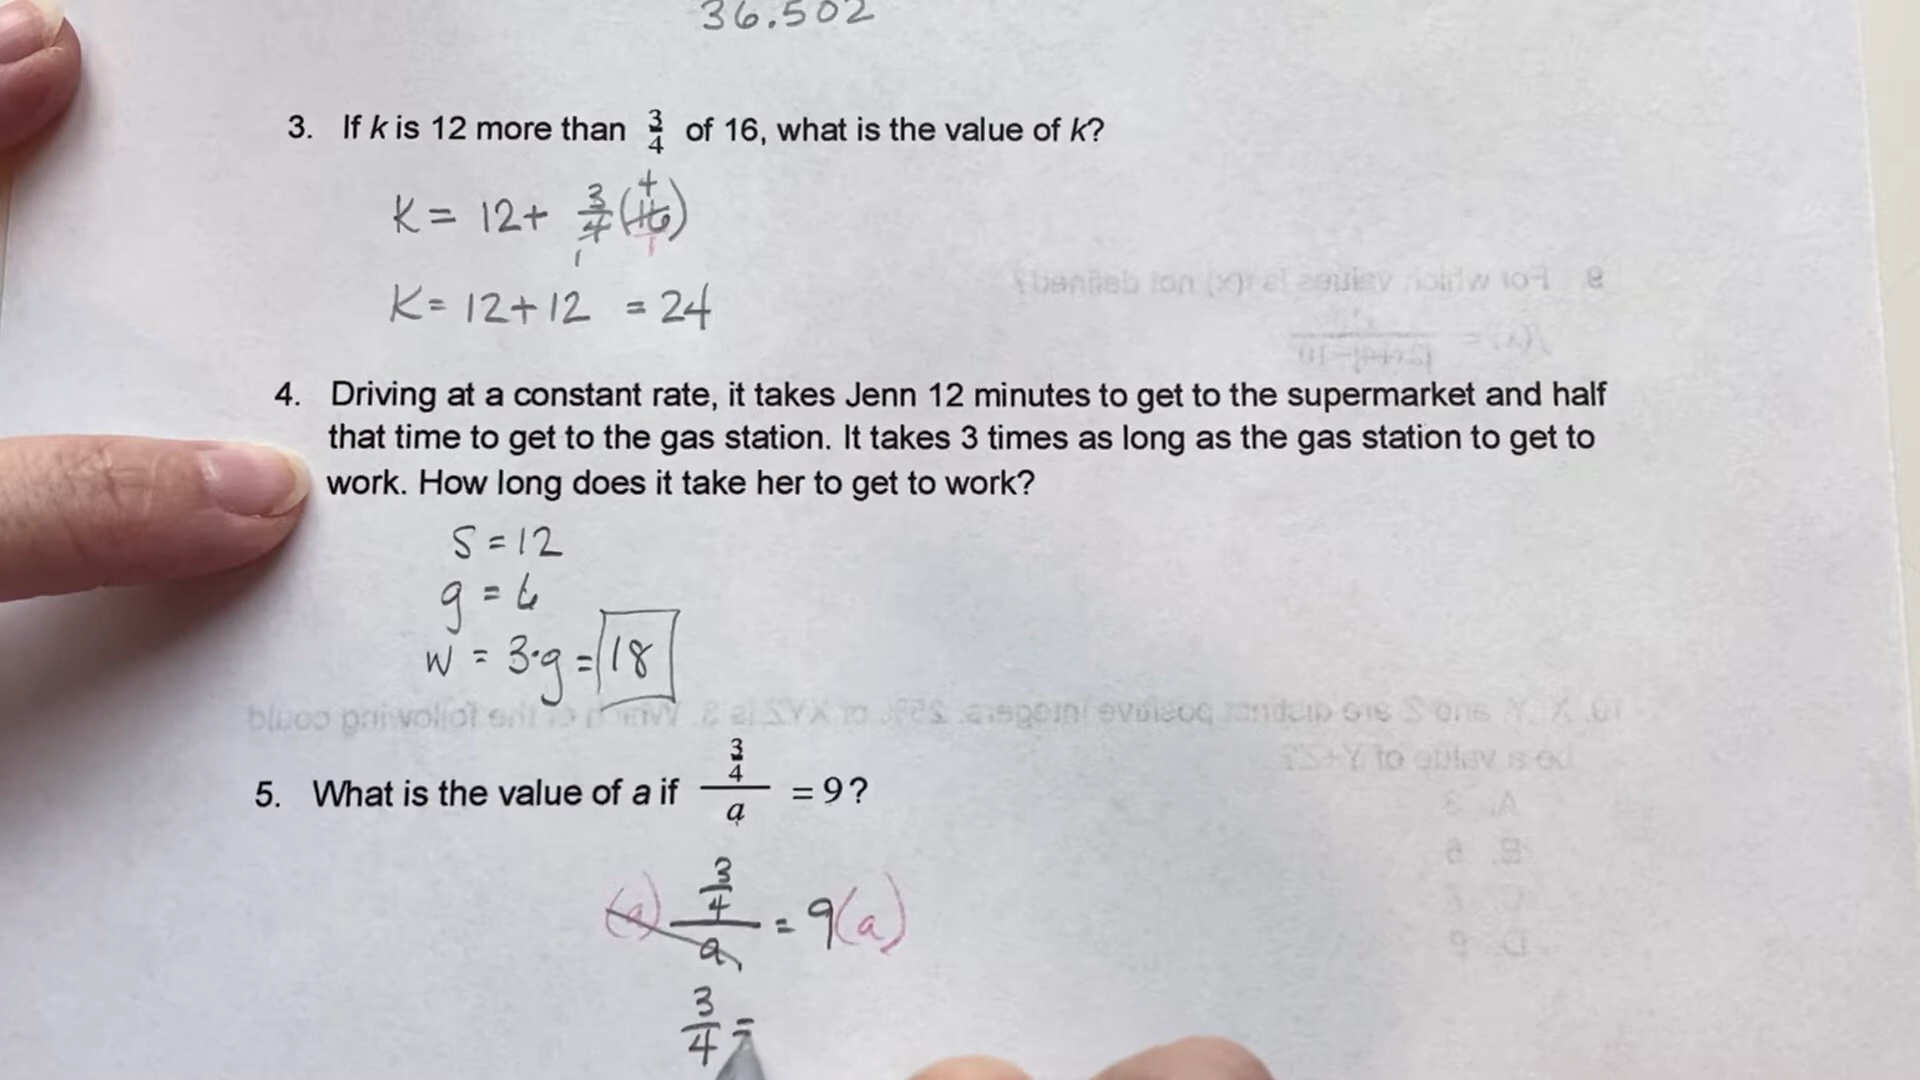 36.502
3. If k is 12 more than 3/4 of 16, what is the value of k?
K = 12 + 3/4 (16) 4 1 1
K = 12 + 12 = 24
4. Driving at a constant rate, it takes Jenn 12 minutes to get to the supermarket and half
that time to get to the gas station. It takes 3 times as long as the gas station to get to
work. How long does it take her to get to work?
S = 12
g = 6
W = 3·g = 18
5. What is the value of a if 3/4 / a = 9?
(a) 3/4 / a = 9(a)
3/4 =